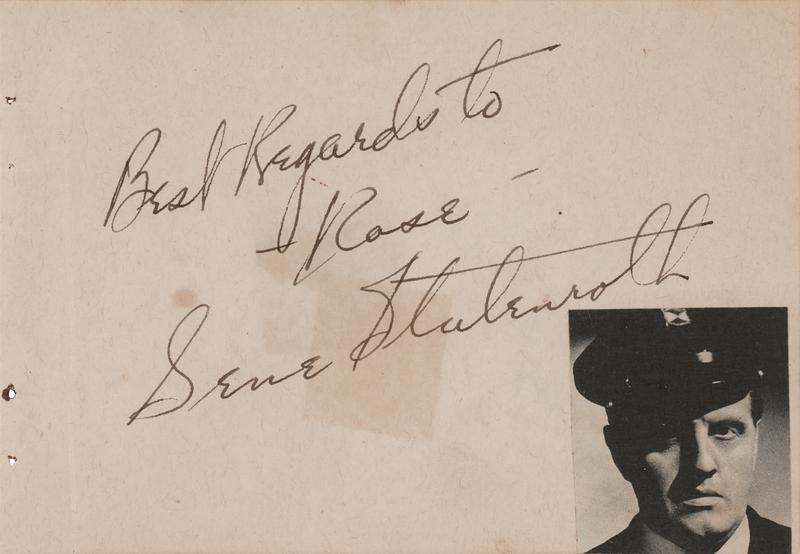 Best Regards to
- Rose -
Gene Stutenroth